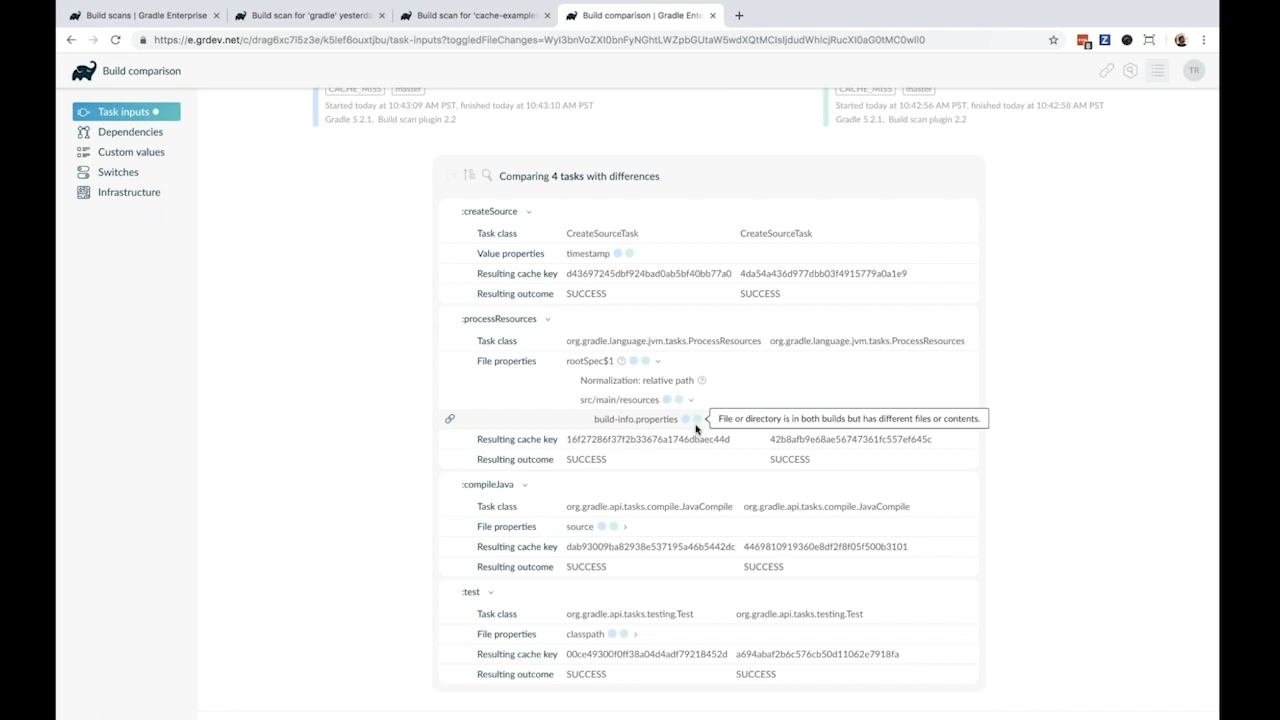 Build scans | Gradle Enterprise
Build scan for 'gradle' yesterda
Build scan for 'cache-example
Build comparison | Gradle Ente
https://e.grdev.net/c/drag6xc7l5z3e/k5lef6ouxtjbu/task-inputs?toggledFileChanges=
Build comparison
TR
Task inputs
Dependencies
Custom values
Switches
Infrastructure
CACHE_MISS master
Started today at 10:43:09 AM PST, finished today at 10:43:10 AM PST
Gradle 5.2.1, Build scan plugin 2.2
CACHE_MISS master
Started today at 10:42:56 AM PST, finished today at 10:42:58 AM PST
Gradle 5.2.1, Build scan plugin 2.2
Comparing 4 tasks with differences
:createSource
Task class CreateSourceTask CreateSourceTask
Value properties timestamp
Resulting cache key d43697245dbf924bad0ab5bf40bb77a0 4da54a436d977dbb03f4915779a0a1e9
Resulting outcome SUCCESS SUCCESS
:processResources
Task class org.gradle.language.jvm.tasks.ProcessResources org.gradle.language.jvm.tasks.ProcessResources
File properties rootSpec$1
Normalization: relative path
src/main/resources
build-info.properties
File or directory is in both builds but has different files or contents.
Resulting cache key 16f27286f37f2b33676a1746dbaec44d 42b8afb9e68ae56747361fc557ef645c
Resulting outcome SUCCESS SUCCESS
:compileJava
Task class org.gradle.api.tasks.compile.JavaCompile org.gradle.api.tasks.compile.JavaCompile
File properties source
Resulting cache key dab93009ba82938e537195a46b5442dc 4469810919360e8df2f8f05f500b3101
Resulting outcome SUCCESS SUCCESS
:test
Task class org.gradle.api.tasks.testing.Test org.gradle.api.tasks.testing.Test
File properties classpath
Resulting cache key 00ce49300f0ff38a04d4adf79218452d a694abaf2b6c576cb50d11062e7918fa
Resulting outcome SUCCESS SUCCESS